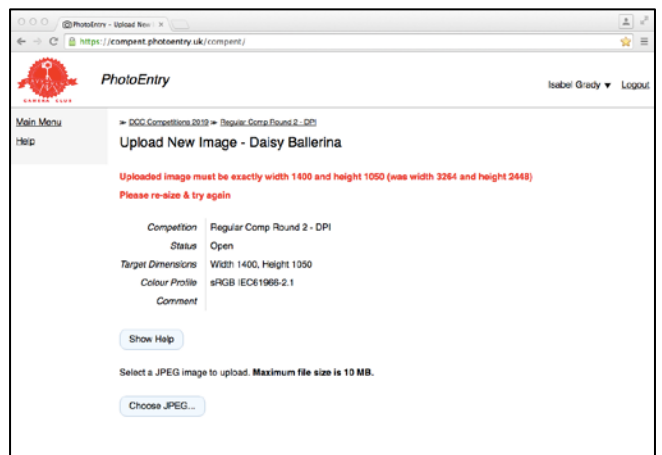 PhotoEntry - Upload New
https://compent.photoentry.uk/compent/
CAMERA CLUB
PhotoEntry
Isabel Grady ▼ Logout
Main Menu
Help
≫ DCC Competitions 2019 ≫ Regular Comp Round 2 - DPI
Upload New Image - Daisy Ballerina
Uploaded image must be exactly width 1400 and height 1050 (was width 3264 and height 2448)
Please re-size & try again
Competition Regular Comp Round 2 - DPI
Status Open
Target Dimensions Width 1400, Height 1050
Colour Profile sRGB IEC61966-2.1
Comment
Show Help
Select a JPEG image to upload. Maximum file size is 10 MB.
Choose JPEG...